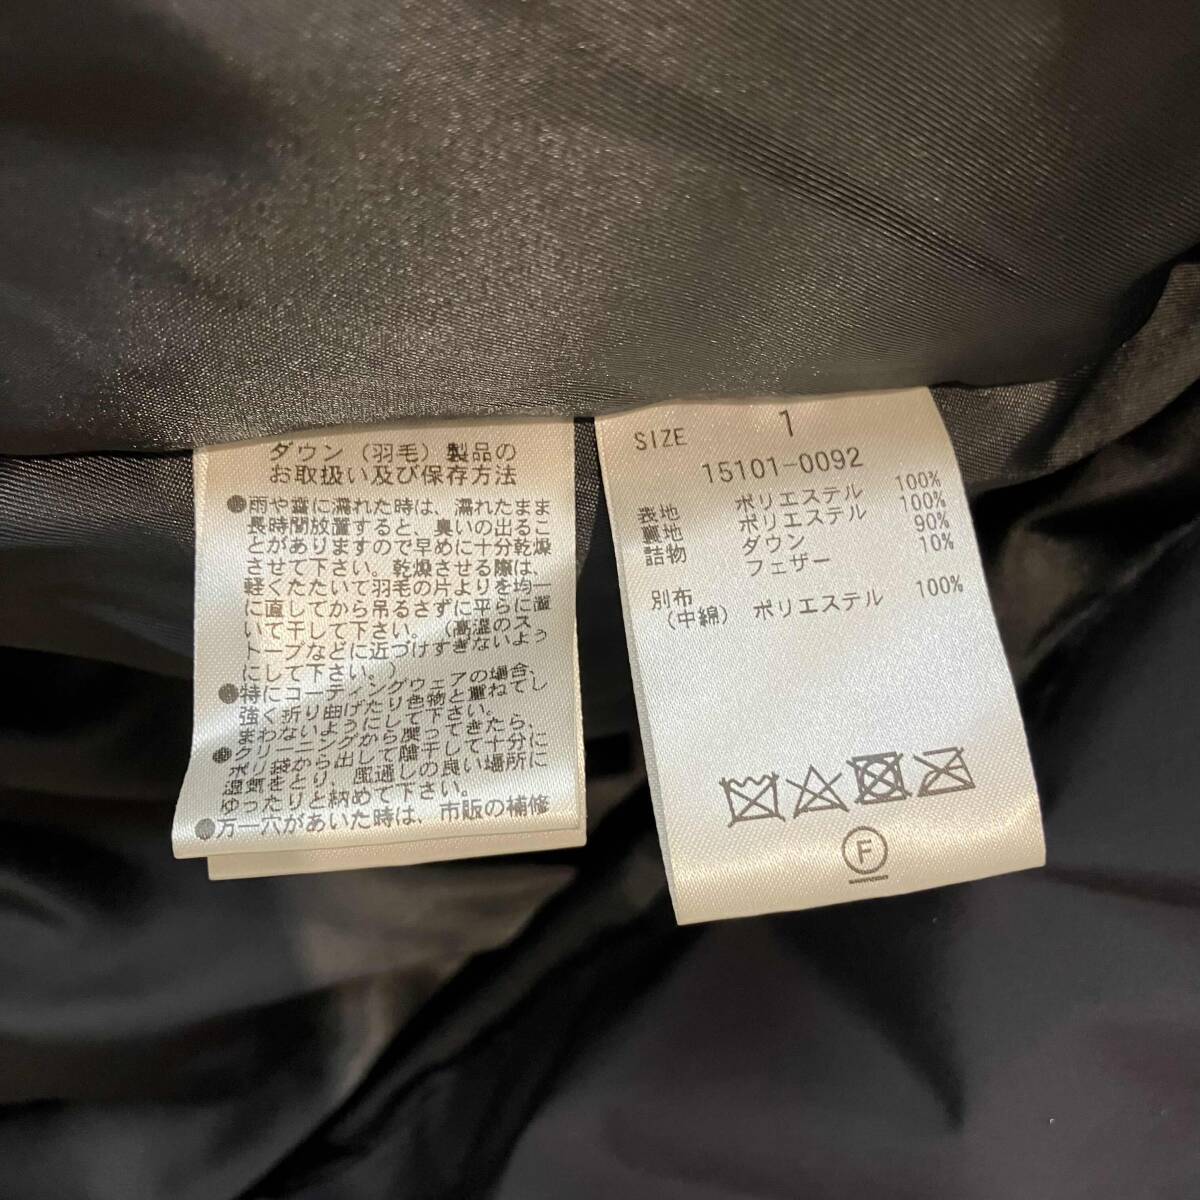 ダウン（羽毛）製品の
お取扱い及び保存方法
●雨や靄に濡れた時は、濡れたまま
長時間放置すると、臭いの出るこ
とがありますので早めに十分乾燥
させて下さい。乾燥させる際は、
軽くたたいて羽毛の片よりを均一
に直してから吊るさずに平らに置
いて干して下さい。（高温のス
トーブなどに近づけすぎないよう
にして下さい。）
●特にコーティングウェアの場合、
強く折り曲げたり色物と重ねてし
まわないようにして下さい。
●クリーニングから戻ってきたら、
ポリ袋から出して陰干しして十分に
湿気をとり、風通しの良い場所に
ゆったりと納めて下さい。
●万一穴があいた時は、市販の補修
SIZE 1
15101-0092
表地 ポリエステル 100%
裏地 ポリエステル 100%
詰物 ダウン 90%
フェザー 10%
別布
（中綿） ポリエステル 100%
F